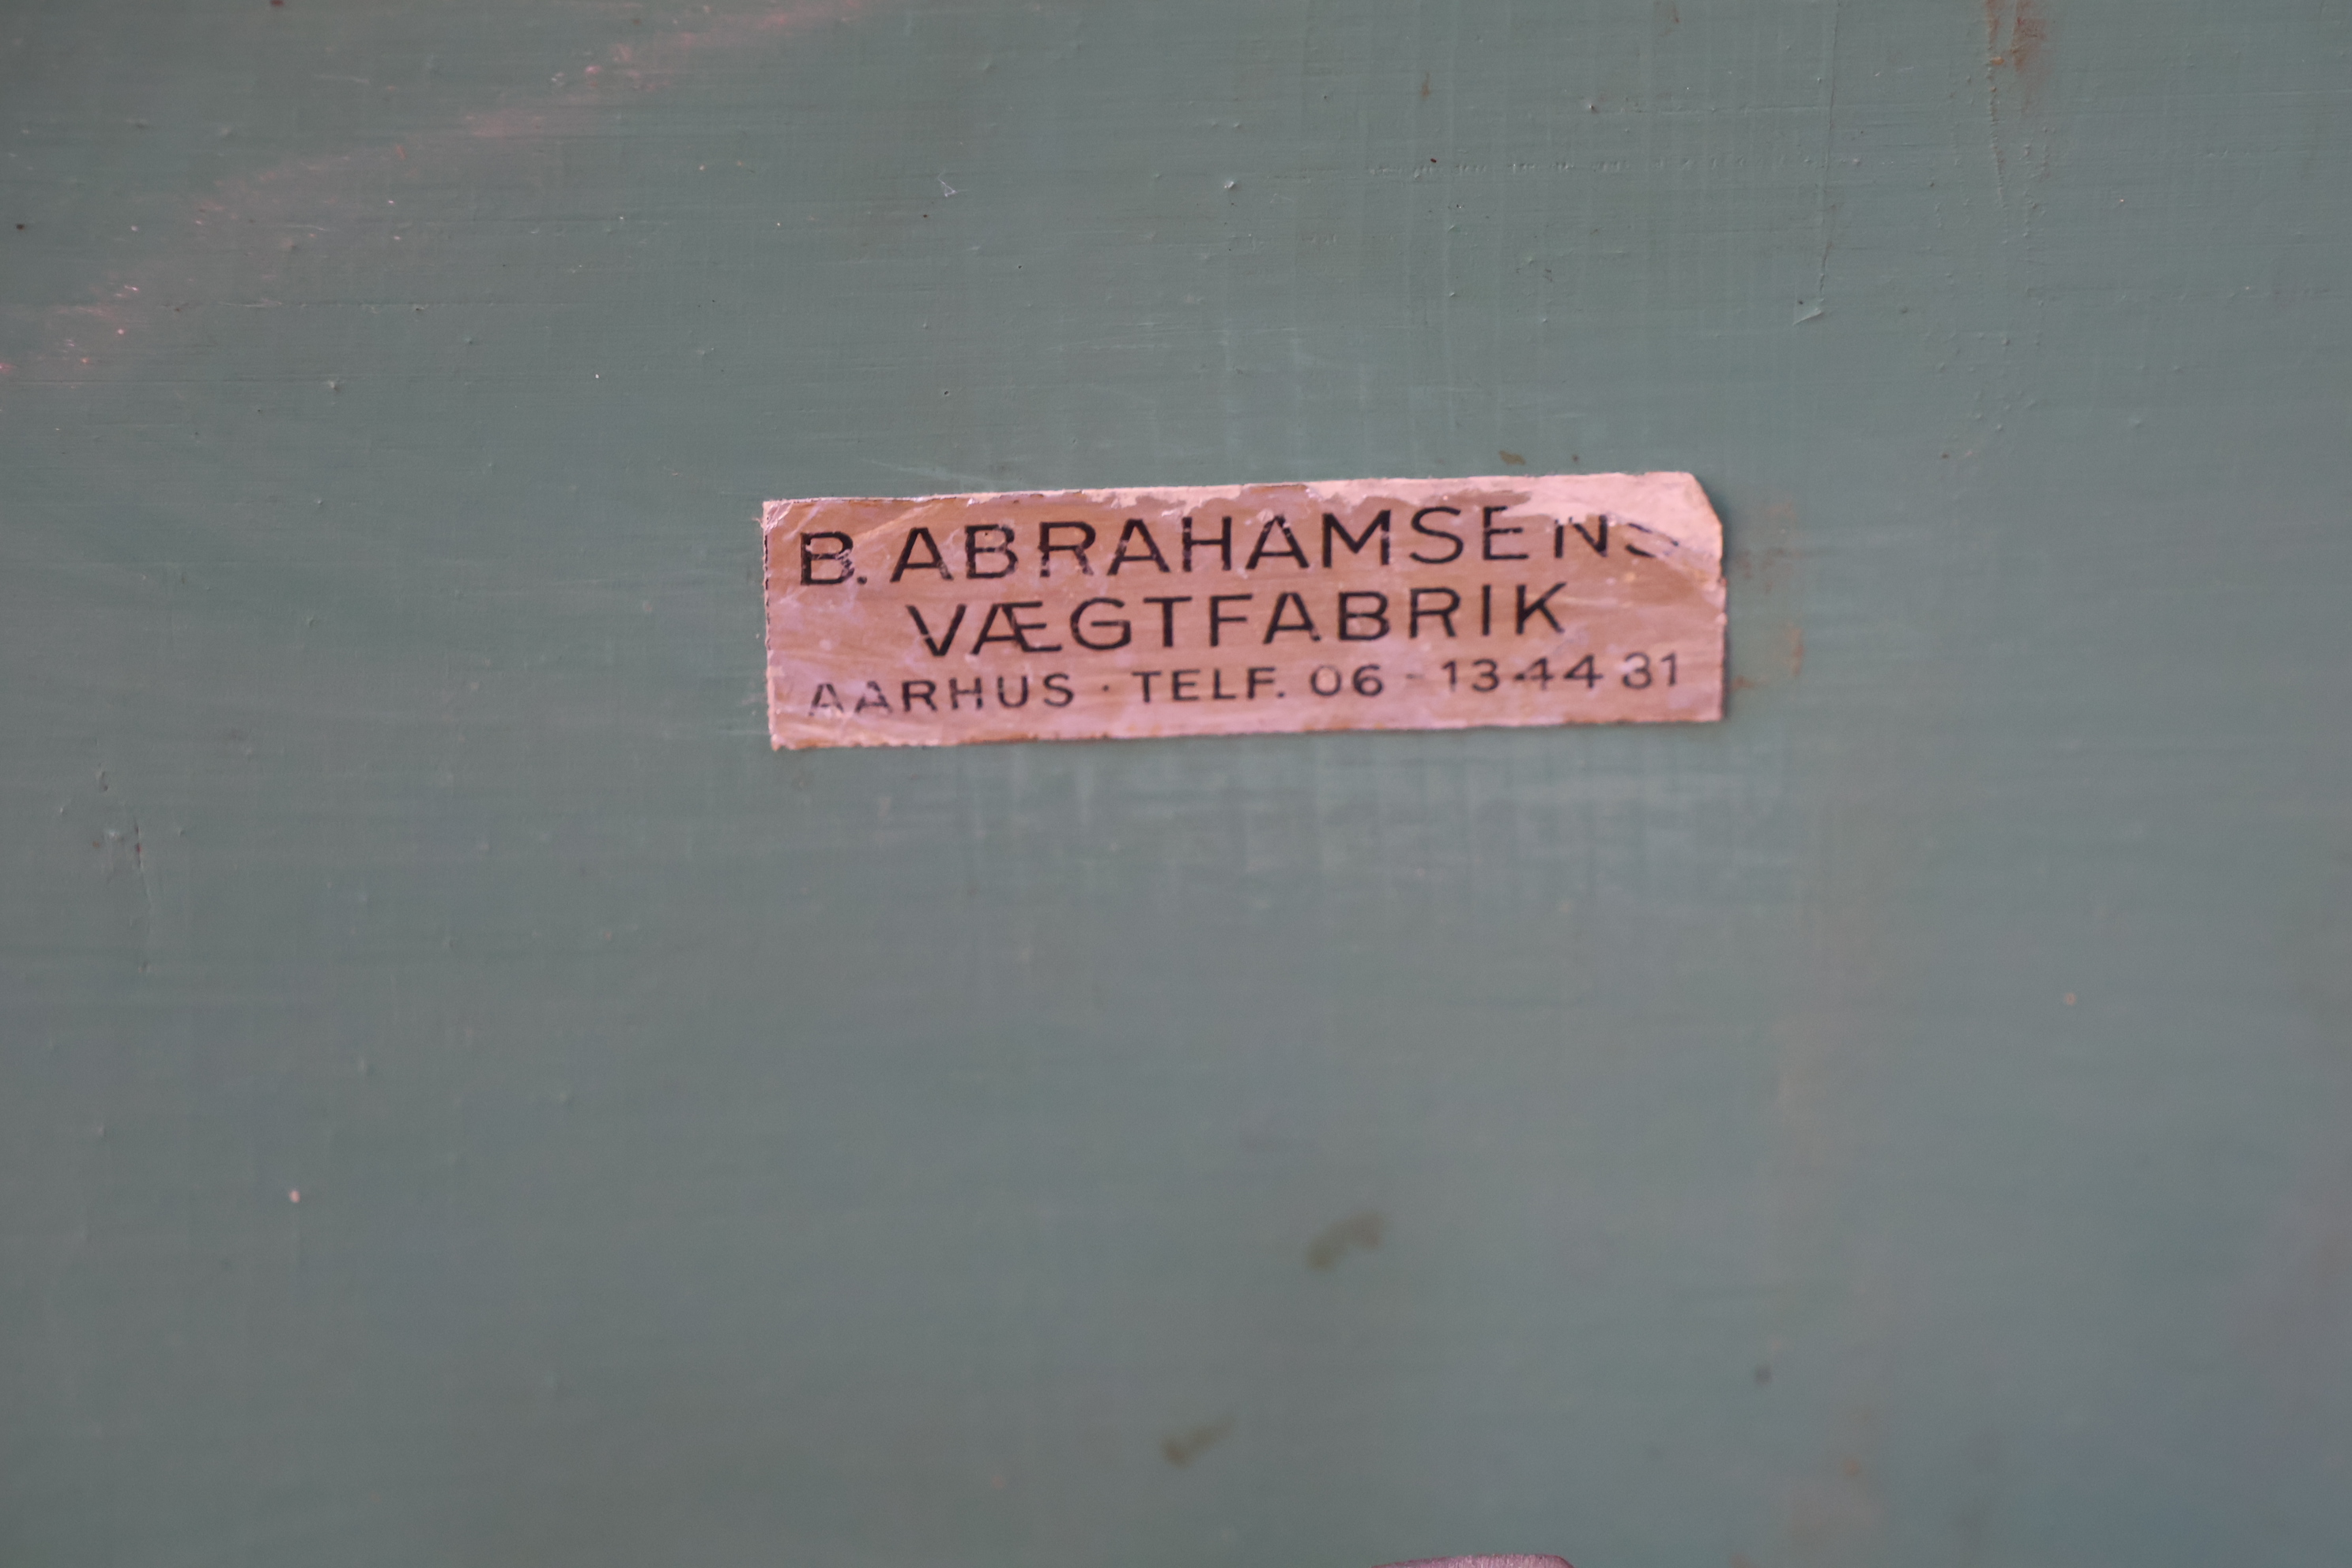 B. ABRAHAMSENS
VÆGTFABRIK
AARHUS · TELF. 06 - 13 44 31